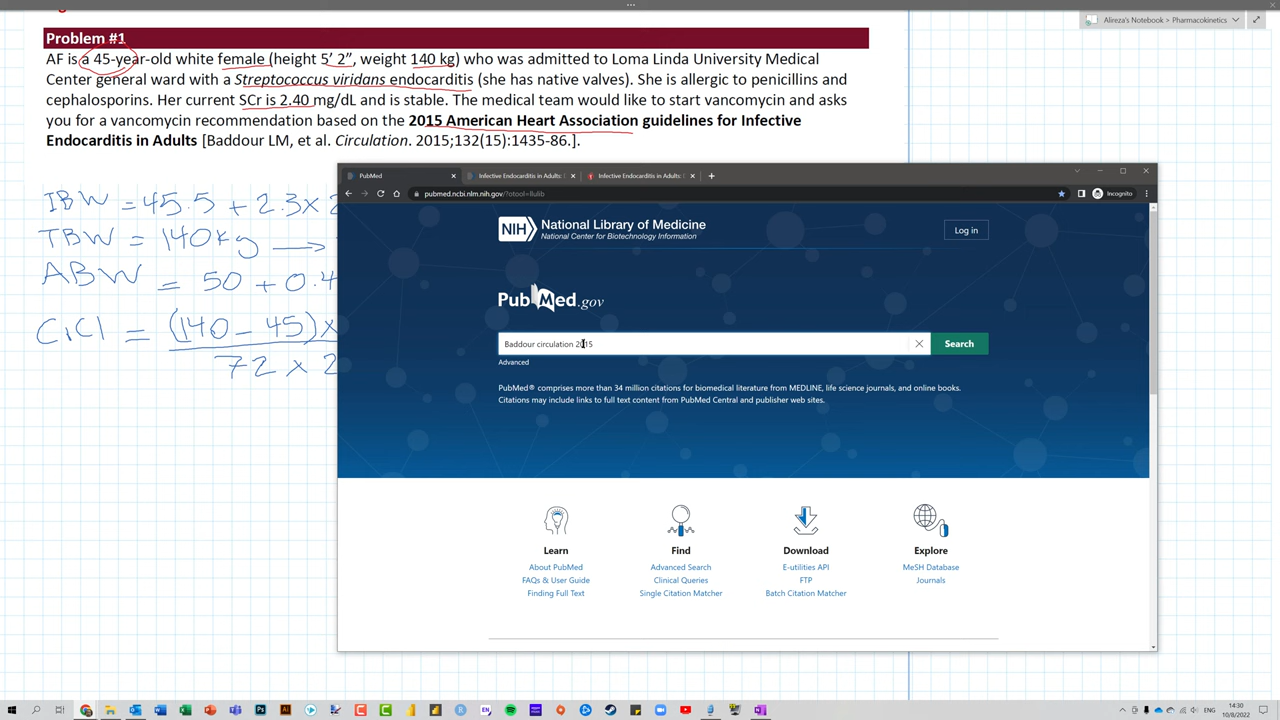 Alireza's Notebook > Pharmacokinetics
Problem #1
AF is a 45-year-old white female (height 5’ 2”, weight 140 kg) who was admitted to Loma Linda University Medical
Center general ward with a Streptococcus viridans endocarditis (she has native valves). She is allergic to penicillins and
cephalosporins. Her current SCr is 2.40 mg/dL and is stable. The medical team would like to start vancomycin and asks
you for a vancomycin recommendation based on the 2015 American Heart Association guidelines for Infective
Endocarditis in Adults [Baddour LM, et al. Circulation. 2015;132(15):1435-86.].
IBW = 45.5 + 2.3 x 2
TBW = 140 kg →
ABW = 50 + 0.4
ClCl = (140 - 45) x
72 x 2
PubMed
Infective Endocarditis in Adults:
Infective Endocarditis in Adults:
pubmed.ncbi.nlm.nih.gov/?otool=llulib
Incognito
NIH National Library of Medicine
National Center for Biotechnology Information
Log in
PubMed.gov
Baddour circulation 2015
Search
Advanced
PubMed® comprises more than 34 million citations for biomedical literature from MEDLINE, life science journals, and online books.
Citations may include links to full text content from PubMed Central and publisher web sites.
Learn
About PubMed
FAQs & User Guide
Finding Full Text
Find
Advanced Search
Clinical Queries
Single Citation Matcher
Download
E-utilities API
FTP
Batch Citation Matcher
Explore
MeSH Database
Journals
14:30
10/8/2022